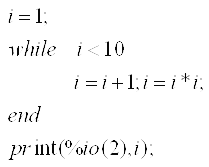 i=1;
while i<10
i=i+1;i=i*i;
end
print(%io(2),i);